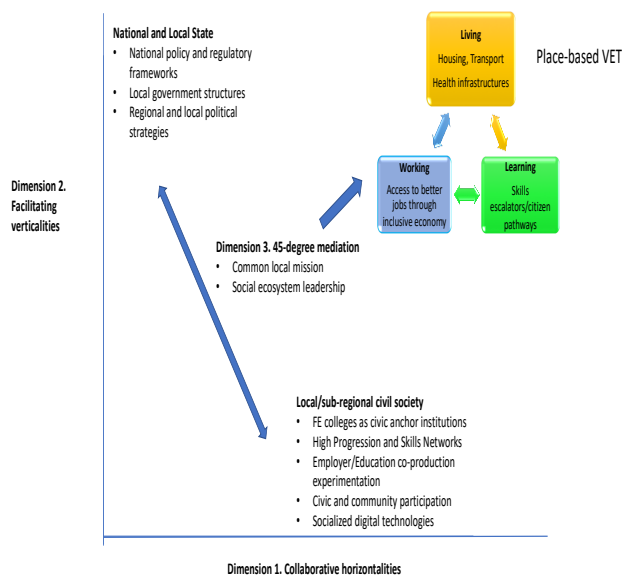 National and Local State
• National policy and regulatory
frameworks
• Local government structures
• Regional and local political
strategies
Living
Housing, Transport
Health infrastructures
Place-based VET
Working
Access to better
jobs through
inclusive economy
Learning
Skills
escalators/citizen
pathways
Dimension 2.
Facilitating
verticalities
Dimension 3. 45-degree mediation
• Common local mission
• Social ecosystem leadership
Local/sub-regional civil society
• FE colleges as civic anchor institutions
• High Progression and Skills Networks
• Employer/Education co-production
experimentation
• Civic and community participation
• Socialized digital technologies
Dimension 1. Collaborative horizontalities